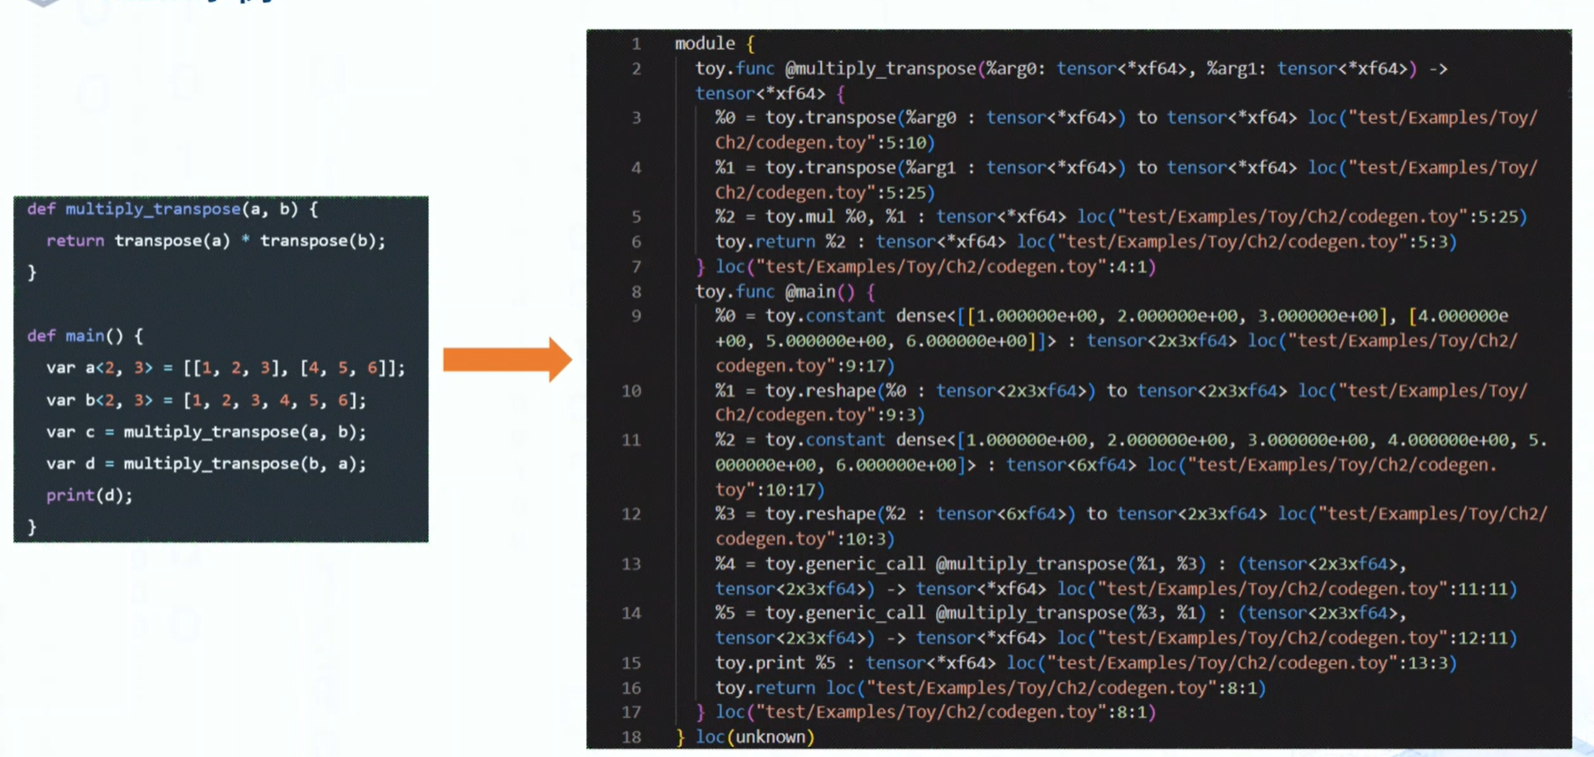 def multiply_transpose(a, b) {
return transpose(a) * transpose(b);
}
def main() {
var a<2, 3> = [[1, 2, 3], [4, 5, 6]];
var b<2, 3> = [1, 2, 3, 4, 5, 6];
var c = multiply_transpose(a, b);
var d = multiply_transpose(b, a);
print(d);
}
1 module {
2 toy.func @multiply_transpose(%arg0: tensor<*xf64>, %arg1: tensor<*xf64>) ->
tensor<*xf64> {
3 %0 = toy.transpose(%arg0 : tensor<*xf64>) to tensor<*xf64> loc("test/Examples/Toy/
Ch2/codegen.toy":5:10)
4 %1 = toy.transpose(%arg1 : tensor<*xf64>) to tensor<*xf64> loc("test/Examples/Toy/
Ch2/codegen.toy":5:25)
5 %2 = toy.mul %0, %1 : tensor<*xf64> loc("test/Examples/Toy/Ch2/codegen.toy":5:25)
6 toy.return %2 : tensor<*xf64> loc("test/Examples/Toy/Ch2/codegen.toy":5:3)
7 } loc("test/Examples/Toy/Ch2/codegen.toy":4:1)
8 toy.func @main() {
9 %0 = toy.constant dense<[[1.000000e+00, 2.000000e+00, 3.000000e+00], [4.000000e
+00, 5.000000e+00, 6.000000e+00]]> : tensor<2x3xf64> loc("test/Examples/Toy/Ch2/
codegen.toy":9:17)
10 %1 = toy.reshape(%0 : tensor<2x3xf64>) to tensor<2x3xf64> loc("test/Examples/Toy/
Ch2/codegen.toy":9:3)
11 %2 = toy.constant dense<[1.000000e+00, 2.000000e+00, 3.000000e+00, 4.000000e+00, 5.
000000e+00, 6.000000e+00]> : tensor<6xf64> loc("test/Examples/Toy/Ch2/codegen.
toy":10:17)
12 %3 = toy.reshape(%2 : tensor<6xf64>) to tensor<2x3xf64> loc("test/Examples/Toy/Ch2/
codegen.toy":10:3)
13 %4 = toy.generic_call @multiply_transpose(%1, %3) : (tensor<2x3xf64>,
tensor<2x3xf64>) -> tensor<*xf64> loc("test/Examples/Toy/Ch2/codegen.toy":11:11)
14 %5 = toy.generic_call @multiply_transpose(%3, %1) : (tensor<2x3xf64>,
tensor<2x3xf64>) -> tensor<*xf64> loc("test/Examples/Toy/Ch2/codegen.toy":12:11)
15 toy.print %5 : tensor<*xf64> loc("test/Examples/Toy/Ch2/codegen.toy":13:3)
16 toy.return loc("test/Examples/Toy/Ch2/codegen.toy":8:1)
17 } loc("test/Examples/Toy/Ch2/codegen.toy":8:1)
18 } loc(unknown)